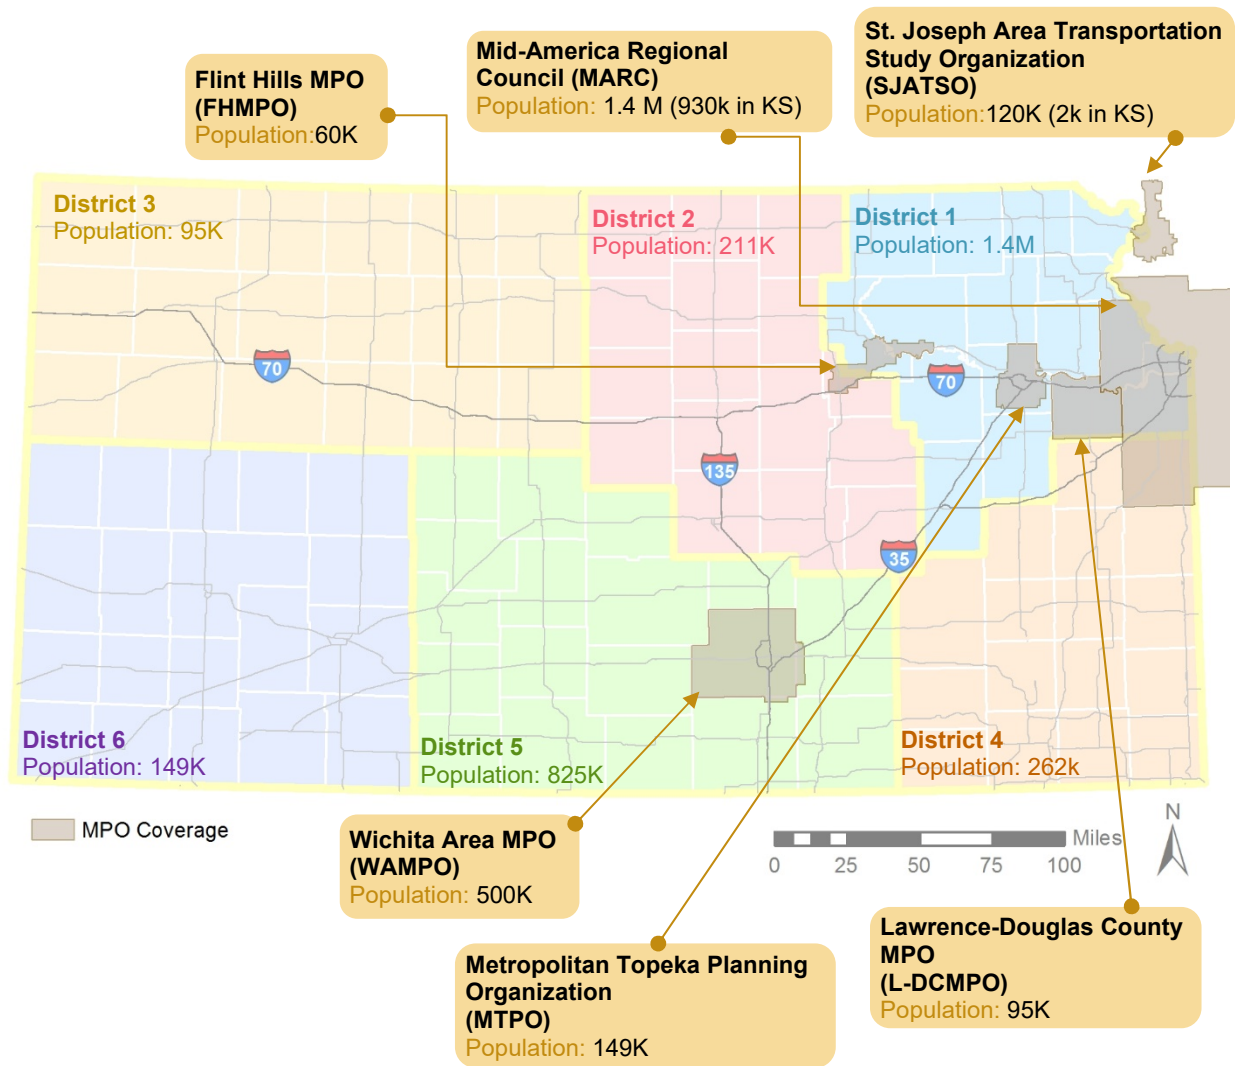 St. Joseph Area Transportation
Study Organization
(SJATSO)
Population:120K (2k in KS)
Mid-America Regional
Council (MARC)
Population: 1.4 M (930k in KS)
Flint Hills MPO
(FHMPO)
Population:60K
District 3
Population: 95K
District 2
Population: 211K
District 1
Population: 1.4M
70
70
135
35
District 6
Population: 149K
District 5
Population: 825K
District 4
Population: 262k
MPO Coverage
Miles
0 25 50 75 100
N
Wichita Area MPO
(WAMPO)
Population: 500K
Metropolitan Topeka Planning
Organization
(MTPO)
Population: 149K
Lawrence-Douglas County
MPO
(L-DCMPO)
Population: 95K